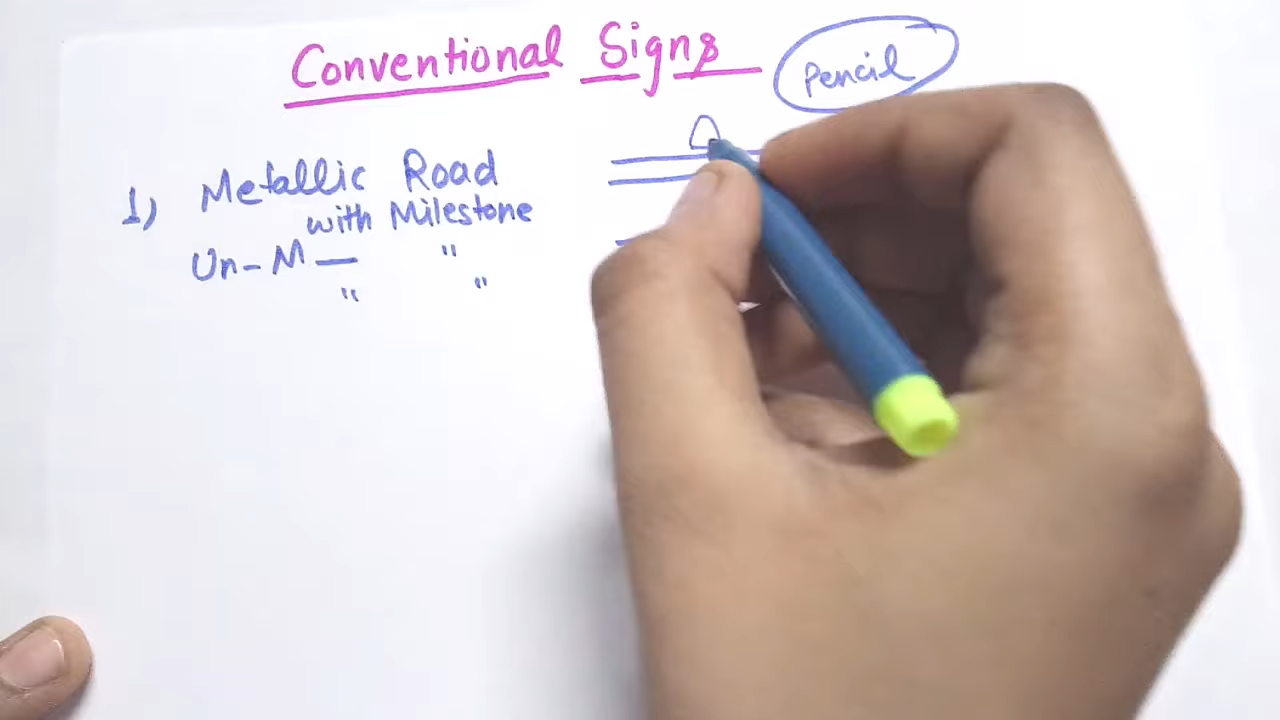 Conventional Signs
Pencil
1) Metallic Road
with Milestone
Un-M — "
" "